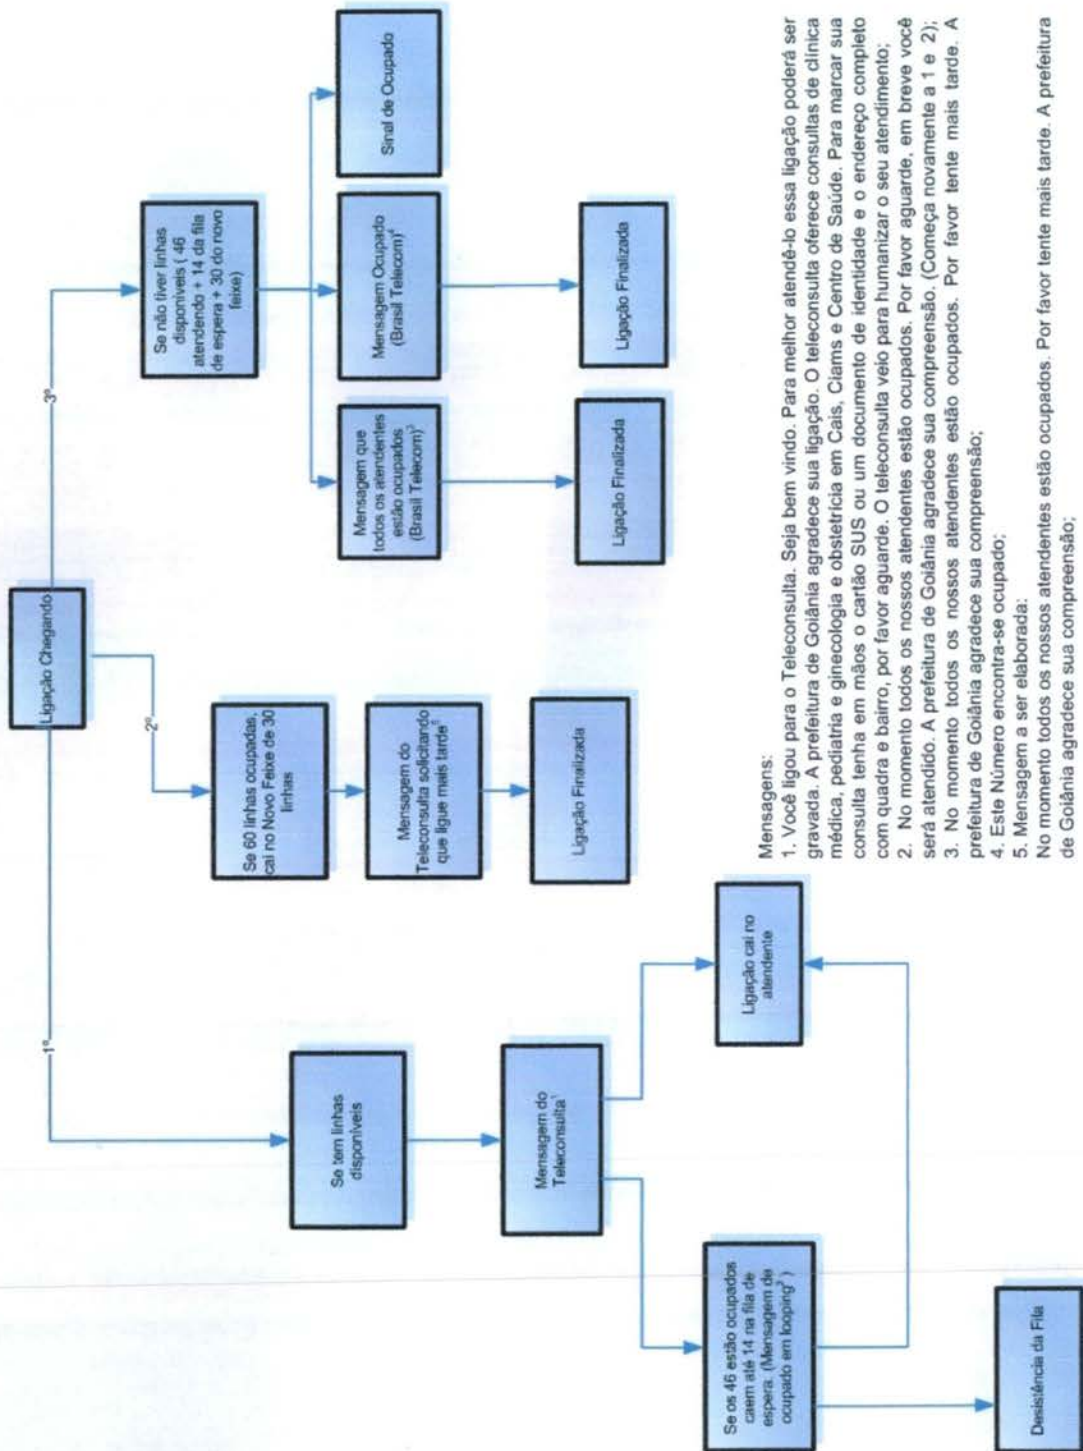 Ligação Chegando
1º
2º
3º
Se tem linhas
disponíveis
Mensagem do
Teleconsulta¹
Se os 46 estão ocupados
caem até 14 na fila de
espera. (Mensagem de
ocupado em looping² )
Ligação cai no
atendente
Desistência da Fila
Se 60 linhas ocupadas,
cai no Novo Feixe de 30
linhas
Mensagem do
Teleconsulta solicitando
que ligue mais tarde⁵
Ligação Finalizada
Se não tiver linhas
disponíveis ( 46
atendendo + 14 da fila
de espera + 30 do novo
feixe)
Mensagem que
todos os atendentes
estão ocupados
(Brasil Telecom)³
Mensagem Ocupado
(Brasil Telecom)⁴
Sinal de Ocupado
Ligação Finalizada
Ligação Finalizada
Mensagens:
1. Você ligou para o Teleconsulta. Seja bem vindo. Para melhor atendê-lo essa ligação poderá ser
gravada. A prefeitura de Goiânia agradece sua ligação. O teleconsulta oferece consultas de clínica
médica, pediatria e ginecologia e obstetrícia em Cais, Ciams e Centro de Saúde. Para marcar sua
consulta tenha em mãos o cartão SUS ou um documento de identidade e o endereço completo
com quadra e bairro, por favor aguarde. O teleconsulta veio para humanizar o seu atendimento;
2. No momento todos os nossos atendentes estão ocupados. Por favor aguarde, em breve você
será atendido. A prefeitura de Goiânia agradece sua compreensão. (Começa novamente a 1 e 2);
3. No momento todos os nossos atendentes estão ocupados. Por favor tente mais tarde. A
prefeitura de Goiânia agradece sua compreensão;
4. Este Número encontra-se ocupado;
5. Mensagem a ser elaborada:
No momento todos os nossos atendentes estão ocupados. Por favor tente mais tarde. A prefeitura
de Goiânia agradece sua compreensão;